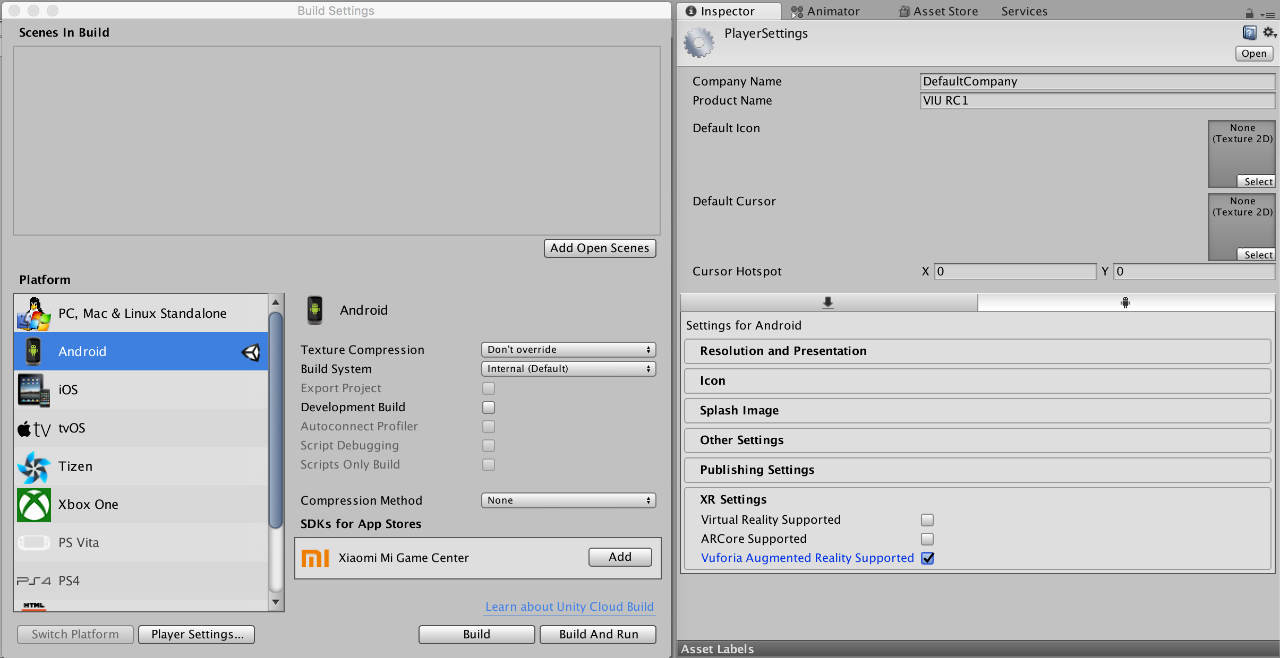 Build Settings
Scenes In Build
Add Open Scenes
Platform
PC, Mac & Linux Standalone
Android
iOS
tv
tvOS
Tizen
Xbox One
PS Vita
PS4
HTML
Switch Platform
Player Settings...
Android
Texture Compression
Don't override
Build System
Internal (Default)
Export Project
Development Build
Autoconnect Profiler
Script Debugging
Scripts Only Build
Compression Method
None
SDKs for App Stores
Xiaomi Mi Game Center
Add
Learn about Unity Cloud Build
Build
Build And Run
Inspector
Animator
Asset Store
Services
PlayerSettings
Open
Company Name
DefaultCompany
Product Name
VIU RC1
Default Icon
None
(Texture 2D)
Select
Default Cursor
None
(Texture 2D)
Select
Cursor Hotspot
X 0
Y 0
Settings for Android
Resolution and Presentation
Icon
Splash Image
Other Settings
Publishing Settings
XR Settings
Virtual Reality Supported
ARCore Supported
Vuforia Augmented Reality Supported
Asset Labels